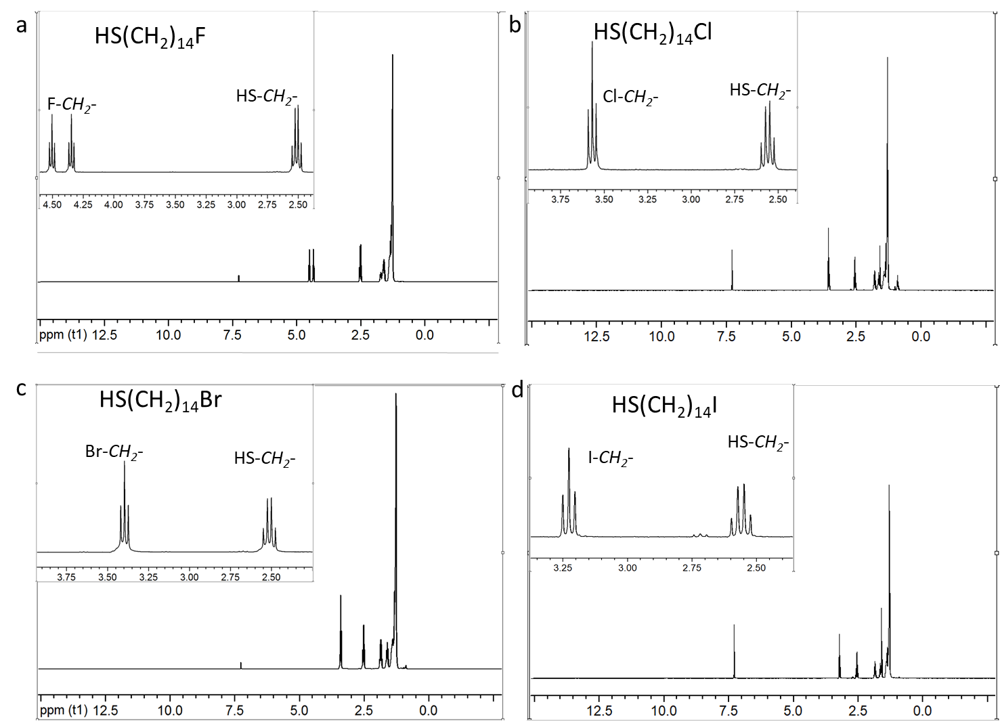 a
HS(CH2)14F
F-CH2-
HS-CH2-
4.50 4.25 4.00 3.75 3.50 3.25 3.00 2.75 2.50
ppm (t1) 12.5 10.0 7.5 5.0 2.5 0.0
b
HS(CH2)14Cl
Cl-CH2-
HS-CH2-
3.75 3.50 3.25 3.00 2.75 2.50
12.5 10.0 7.5 5.0 2.5 0.0
c
HS(CH2)14Br
Br-CH2-
HS-CH2-
3.75 3.50 3.25 3.00 2.75 2.50
ppm (t1) 12.5 10.0 7.5 5.0 2.5 0.0
d
HS(CH2)14I
HS-CH2-
I-CH2-
3.25 3.00 2.75 2.50
12.5 10.0 7.5 5.0 2.5 0.0